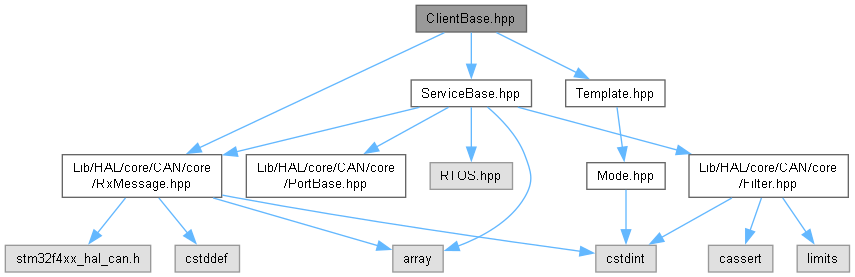 ClientBase.hpp
ServiceBase.hpp
Template.hpp
Lib/HAL/core/CAN/core
/RxMessage.hpp
Lib/HAL/core/CAN/core
/PortBase.hpp
RTOS.hpp
Mode.hpp
Lib/HAL/core/CAN/core
/Filter.hpp
stm32f4xx_hal_can.h
cstddef
array
cstdint
cassert
limits